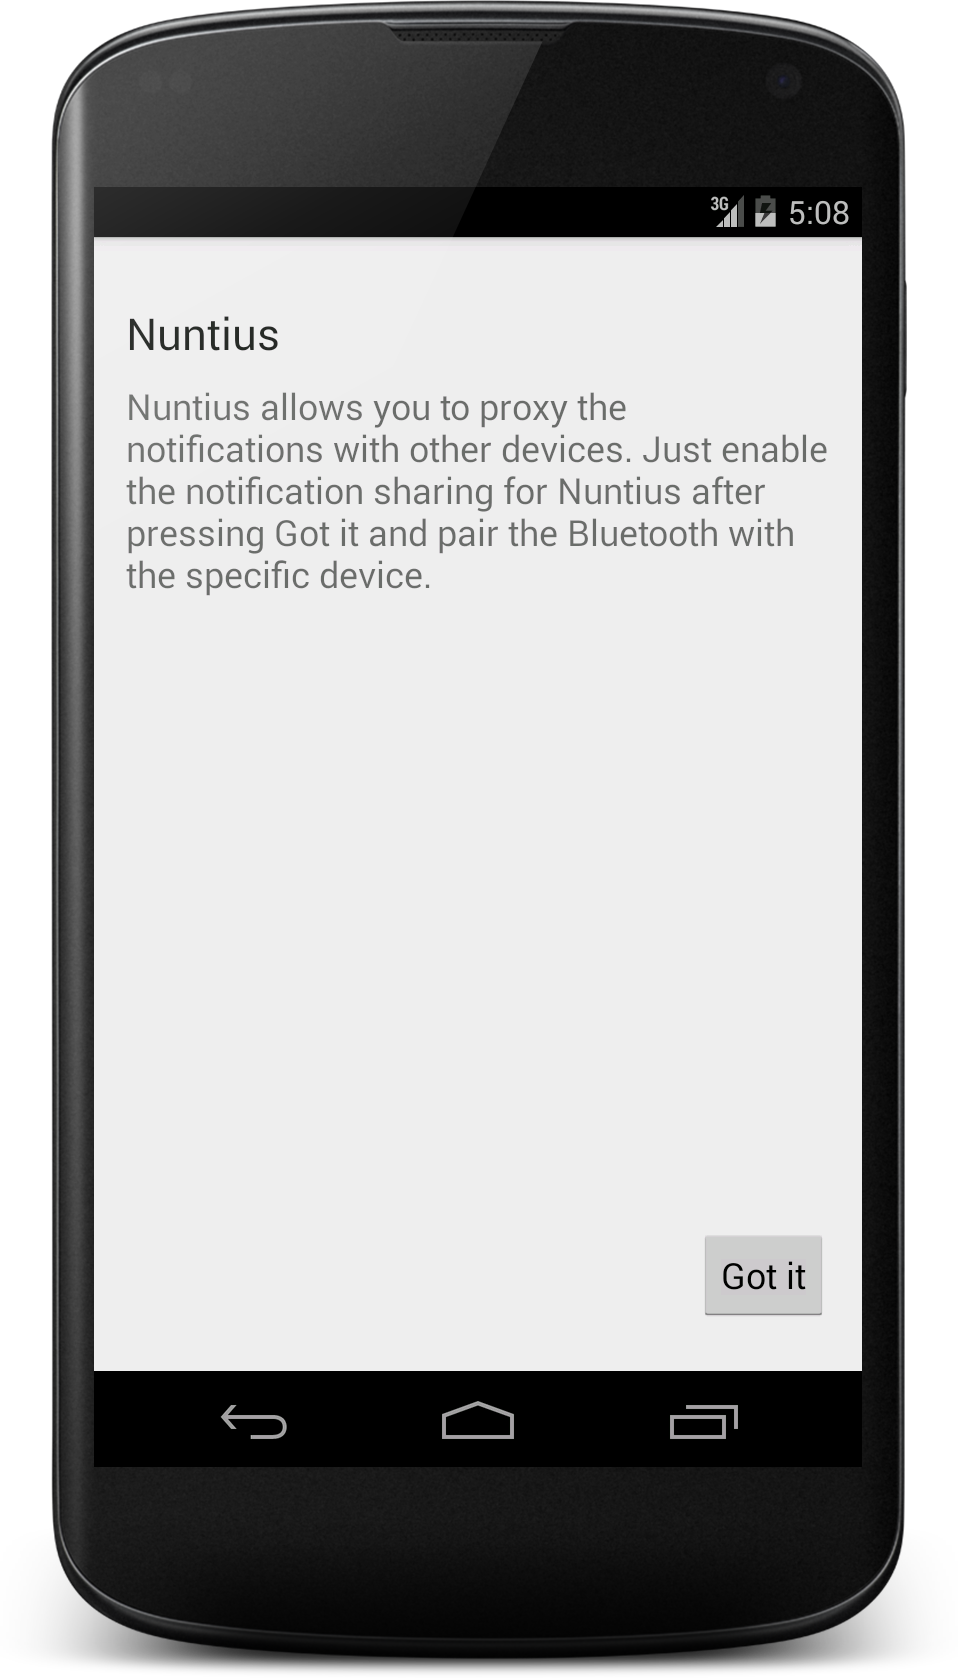 3G 5:08
Nuntius
Nuntius allows you to proxy the
notifications with other devices. Just enable
the notification sharing for Nuntius after
pressing Got it and pair the Bluetooth with
the specific device.
Got it